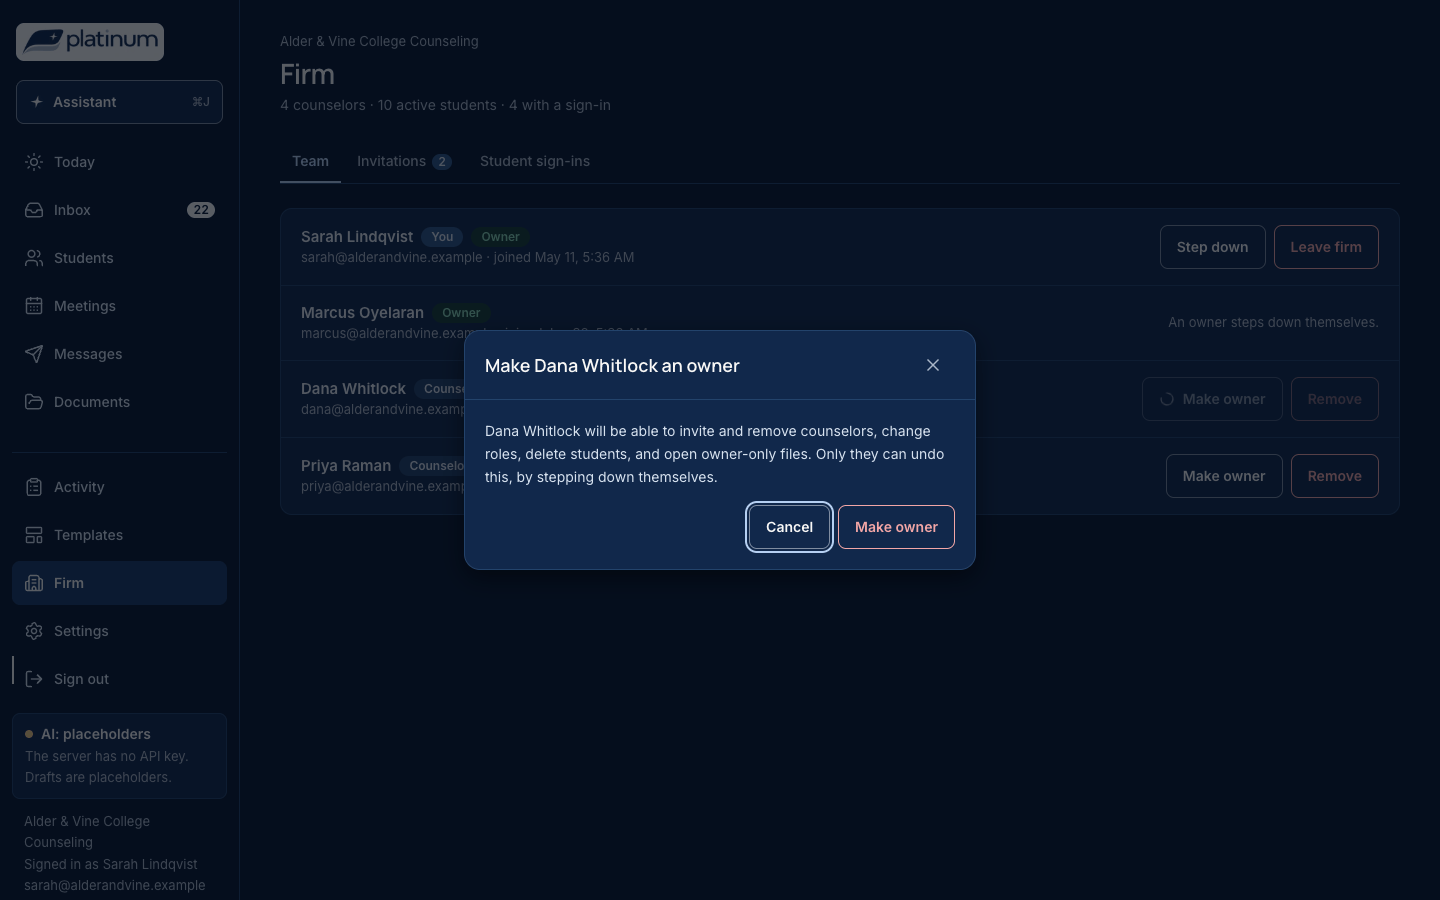 platinum
Assistant ⌘J
Today
Inbox 22
Students
Meetings
Messages
Documents
Activity
Templates
Firm
Settings
Sign out
AI: placeholders
The server has no API key.
Drafts are placeholders.
Alder & Vine College
Counseling
Signed in as Sarah Lindqvist
sarah@alderandvine.example
Alder & Vine College Counseling
Firm
4 counselors · 10 active students · 4 with a sign-in
Team Invitations 2 Student sign-ins
Sarah Lindqvist You Owner
sarah@alderandvine.example · joined May 11, 5:36 AM
Step down Leave firm
Marcus Oyelaran Owner
An owner steps down themselves.
Dana Whitlock
Make owner Remove
Priya Raman
Make owner Remove
Make Dana Whitlock an owner
Dana Whitlock will be able to invite and remove counselors, change
roles, delete students, and open owner-only files. Only they can undo
this, by stepping down themselves.
Cancel Make owner